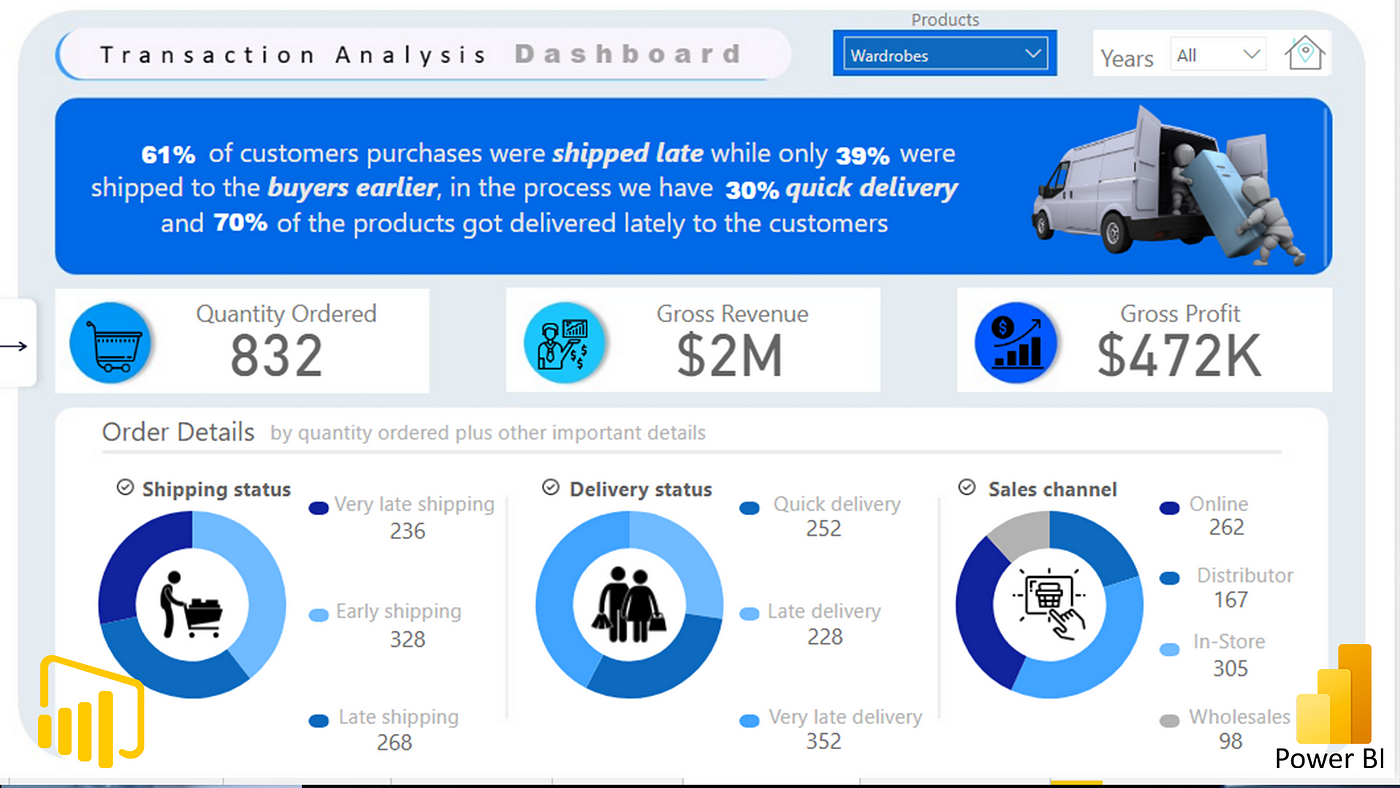 Products
Transaction Analysis Dashboard
Wardrobes
Years All
61% of customers purchases were shipped late while only 39% were
shipped to the buyers earlier, in the process we have 30% quick delivery
and 70% of the products got delivered lately to the customers
Quantity Ordered
832
Gross Revenue
$2M
Gross Profit
$472K
Order Details by quantity ordered plus other important details
Shipping status
Very late shipping
236
Early shipping
328
Late shipping
268
Delivery status
Quick delivery
252
Late delivery
228
Very late delivery
352
Sales channel
Online
262
Distributor
167
In-Store
305
Wholesales
98
Power BI